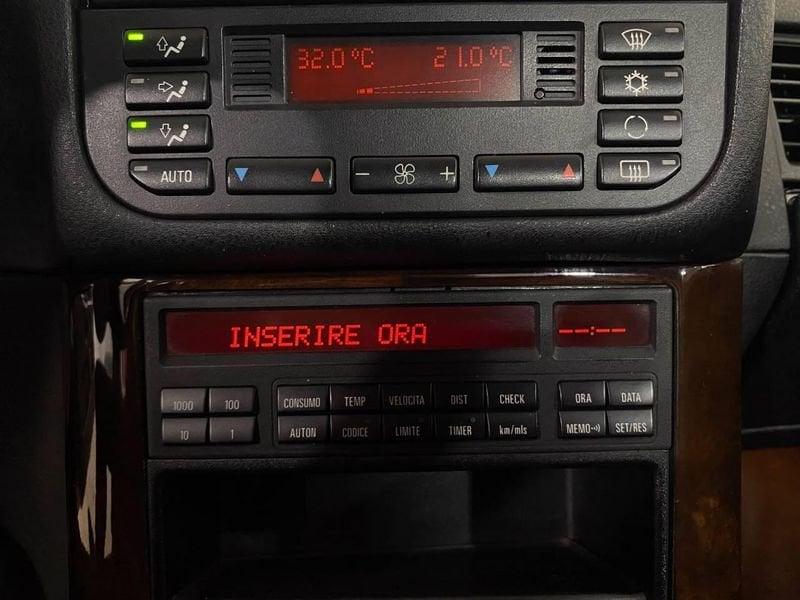 32.0°C 21.0°C
AUTO
INSERIRE ORA --:--
1000 100 CONSUMO TEMP VELOCITA DIST CHECK ORA DATA
10 1 AUTON CODICE LIMITE TIMER km/mls MEMO SET/RES